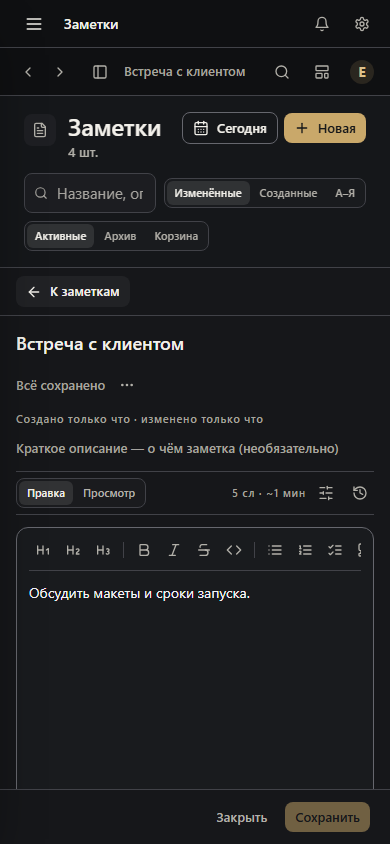 Заметки
Встреча с клиентом
E
Заметки
4 шт.
Сегодня
Новая
Название, ог
Изменённые Созданные А–Я
Активные Архив Корзина
К заметкам
Встреча с клиентом
Всё сохранено
Создано только что · изменено только что
Краткое описание — о чём заметка (необязательно)
Правка Просмотр 5 сл · ~1 мин
H1 H2 H3 B I S
Обсудить макеты и сроки запуска.
Закрыть Сохранить